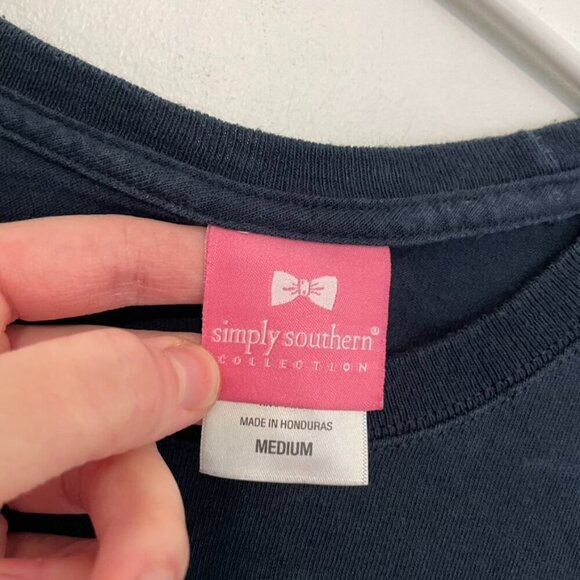 simply southern®
COLLECTION
MADE IN HONDURAS
MEDIUM